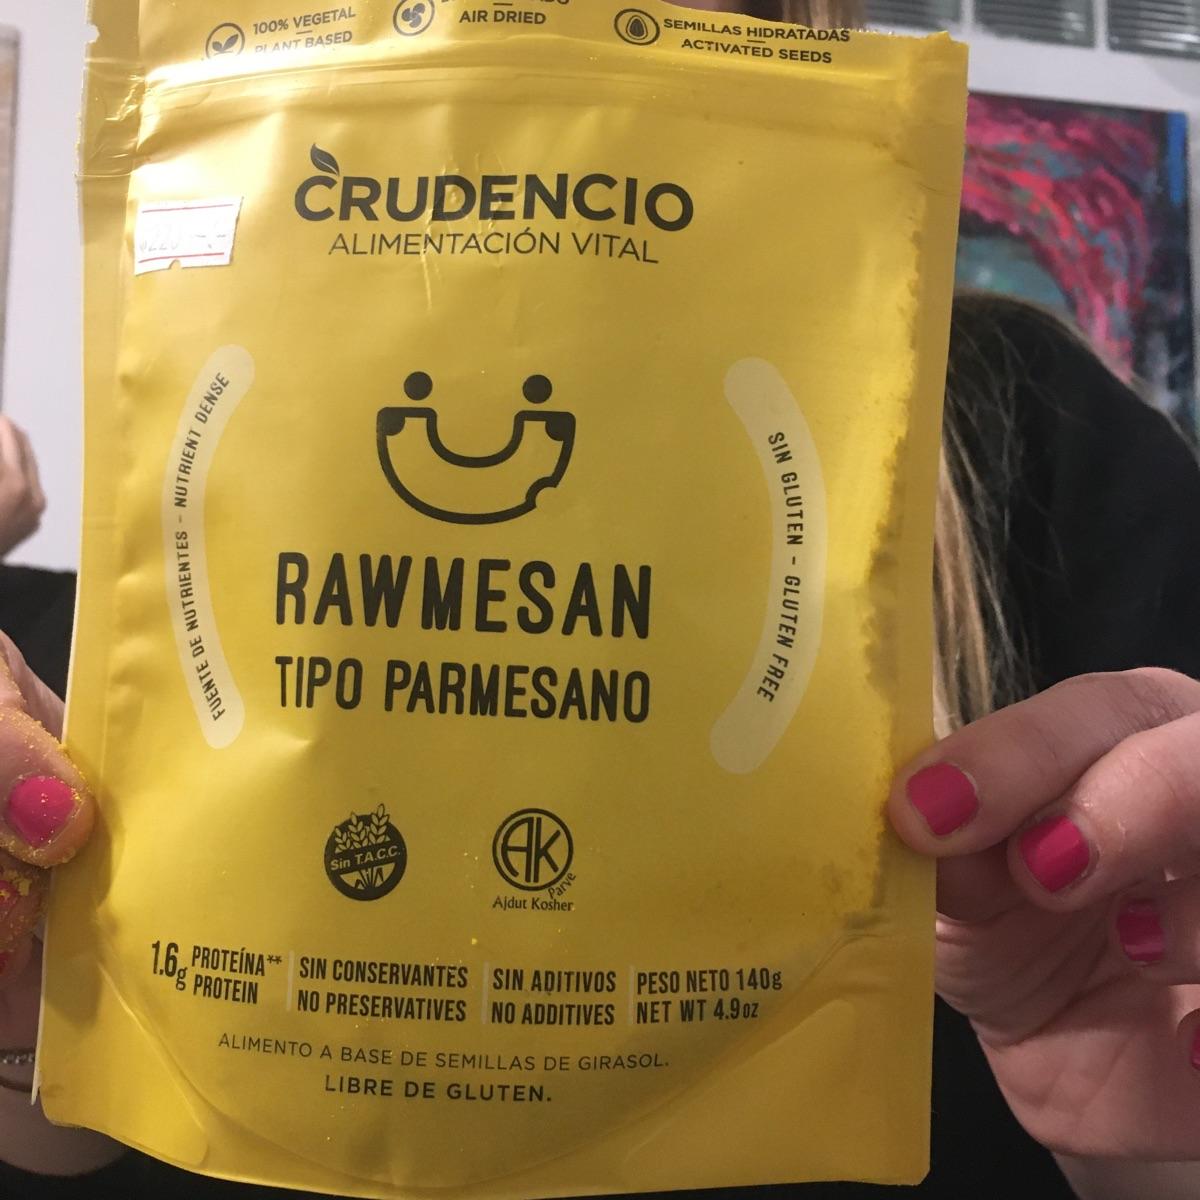 100% VEGETAL
PLANT BASED
AIR DRIED
SEMILLAS HIDRATADAS
ACTIVATED SEEDS
CRUDENCIO
ALIMENTACIÓN VITAL
FUENTE DE NUTRIENTES - NUTRIENT DENSE
SIN GLUTEN - GLUTEN FREE
RAWMESAN
TIPO PARMESANO
Sin T.A.C.C.
AK
Parve
Ajdut Kosher
1.6g PROTEÍNA**
PROTEIN
SIN CONSERVANTES
NO PRESERVATIVES
SIN ADITIVOS
NO ADDITIVES
PESO NETO 140g
NET WT 4.9oz
ALIMENTO A BASE DE SEMILLAS DE GIRASOL.
LIBRE DE GLUTEN.